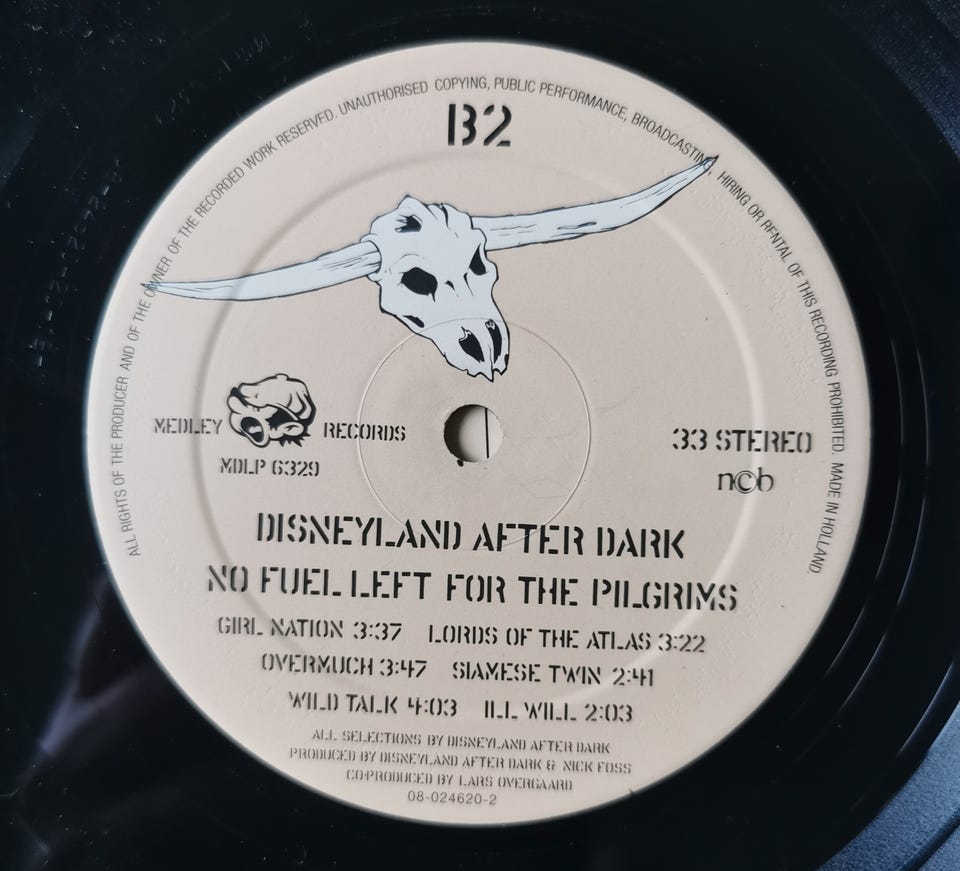 ALL RIGHTS OF THE PRODUCER AND OF THE OWNER OF THE RECORDED WORK RESERVED. UNAUTHORISED COPYING, PUBLIC PERFORMANCE, BROADCASTING, HIRING OR RENTAL OF THIS RECORDING PROHIBITED. MADE IN HOLLAND.
B2
MEDLEY RECORDS
MDLP 6329
33 STEREO
n©b
DISNEYLAND AFTER DARK
NO FUEL LEFT FOR THE PILGRIMS
GIRL NATION 3:37 LORDS OF THE ATLAS 3:22
OVERMUCH 3:47 SIAMESE TWIN 2:41
WILD TALK 4:03 ILL WILL 2:03
ALL SELECTIONS BY DISNEYLAND AFTER DARK
PRODUCED BY DISNEYLAND AFTER DARK & NICK FOSS
CO-PRODUCED BY LARS OVERGAARD
08-024620-2